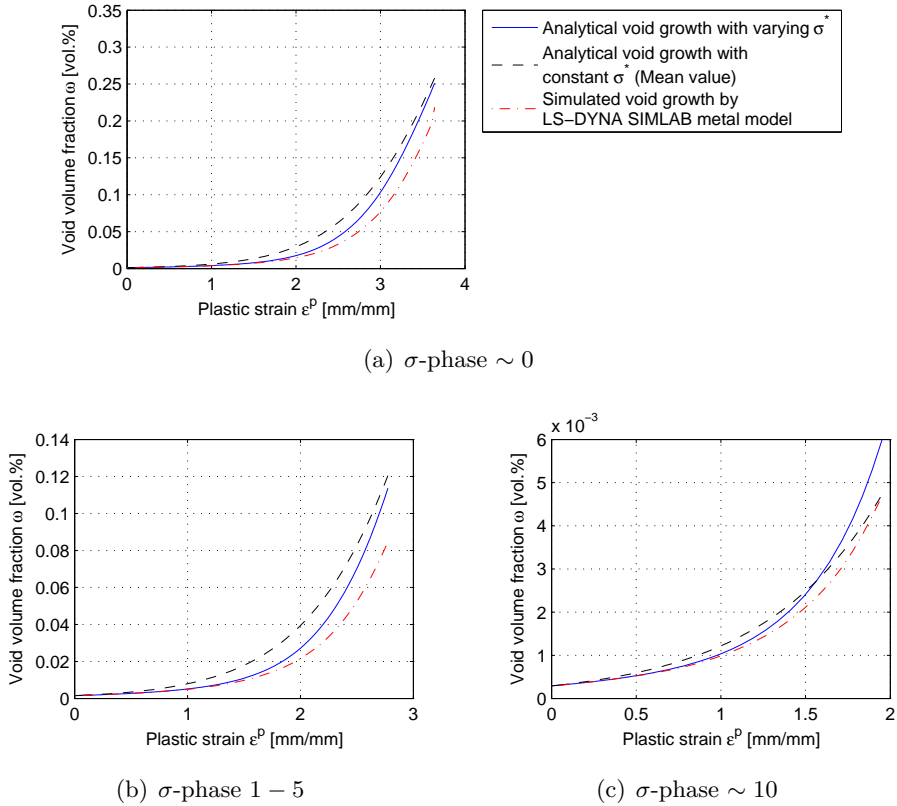 Void volume fraction ω [vol.%]
0.35
0.3
0.25
0.2
0.15
0.1
0.05
0
0 1 2 3 4
Plastic strain ε^p [mm/mm]
Analytical void growth with varying σ^*
Analytical void growth with
constant σ^* (Mean value)
Simulated void growth by
LS−DYNA SIMLAB metal model
(a) σ-phase ∼ 0
Void volume fraction ω [vol.%]
0.14
0.12
0.1
0.08
0.06
0.04
0.02
0
0 1 2 3
Plastic strain ε^p [mm/mm]
(b) σ-phase 1 − 5
x 10^−3
Void volume fraction ω [vol.%]
6
5
4
3
2
1
0
0 0.5 1 1.5 2
Plastic strain ε^p [mm/mm]
(c) σ-phase ∼ 10